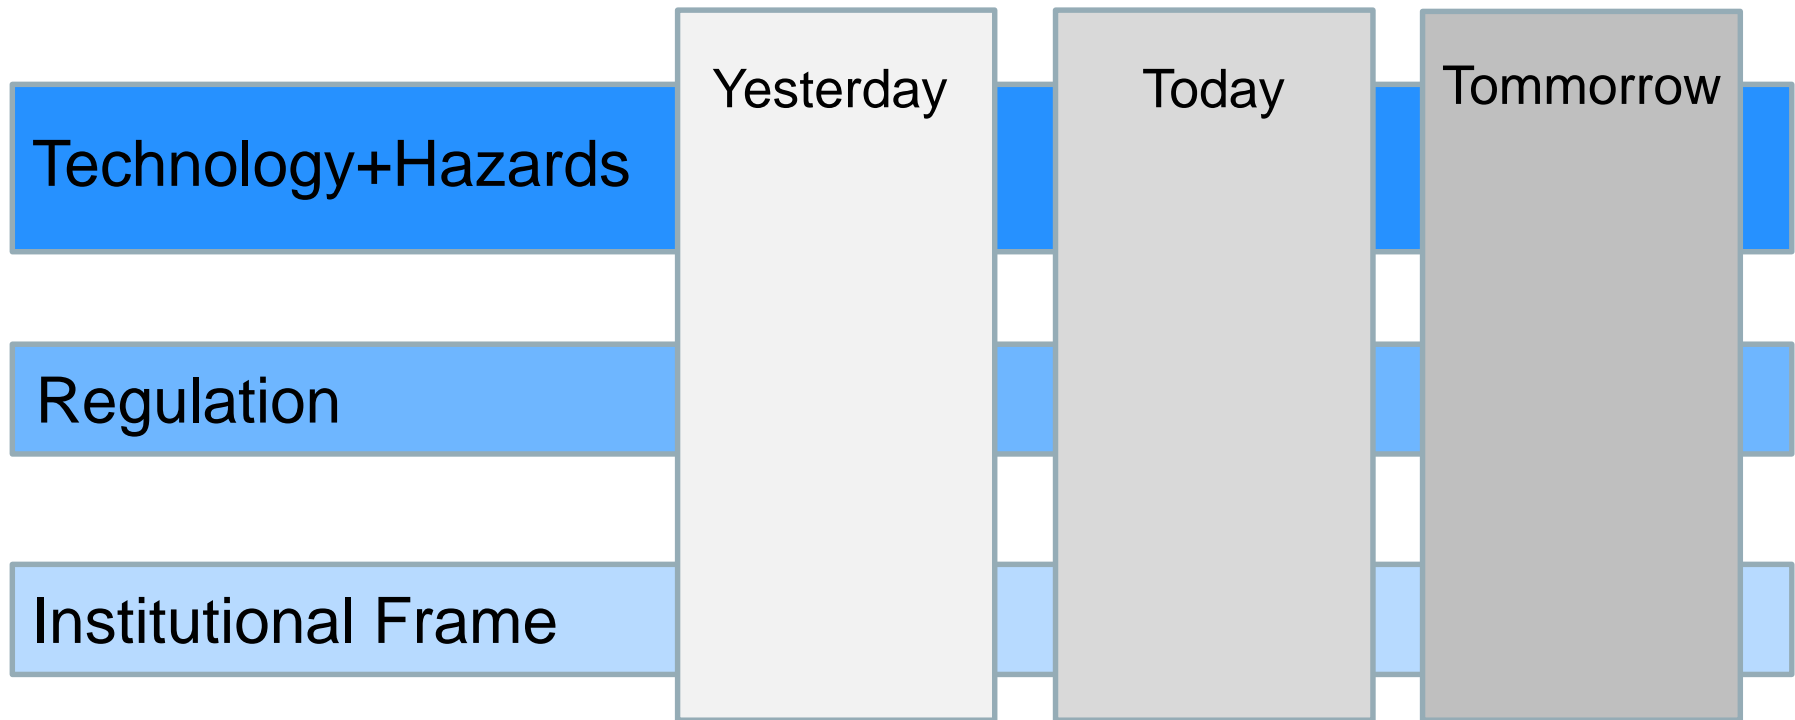 Yesterday
Today
Tommorrow
Technology+Hazards
Regulation
Institutional Frame